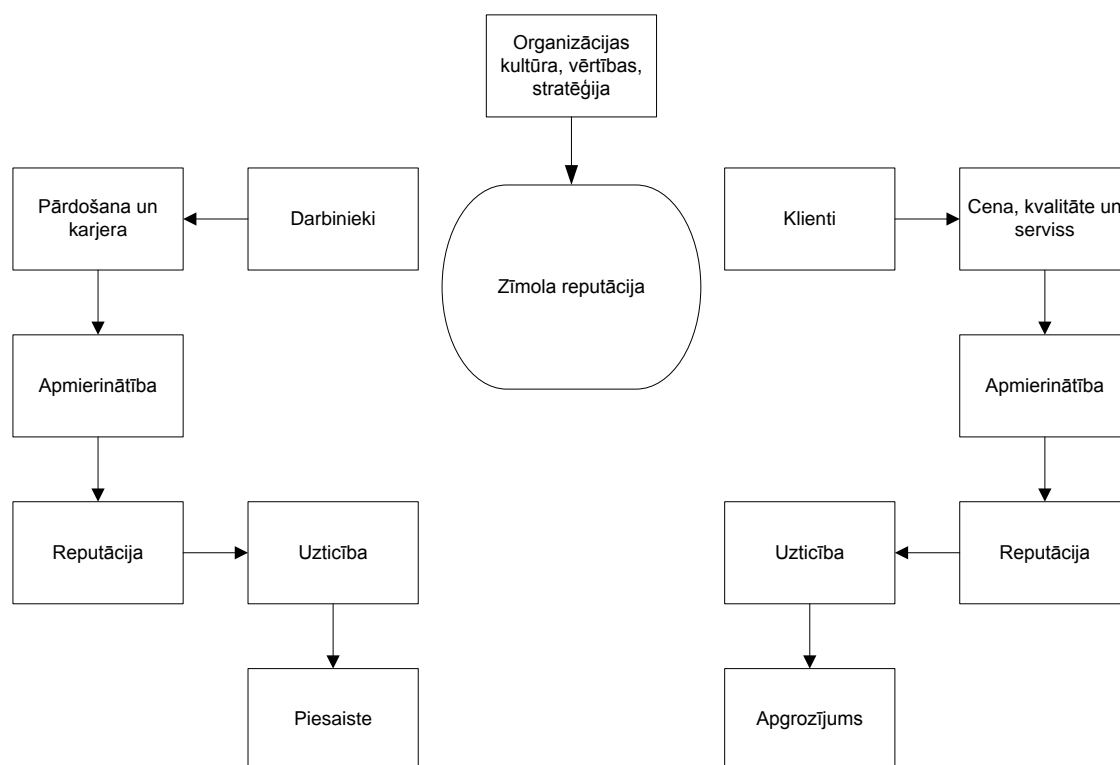 Organizācijas
kultūra, vērtības,
stratēģija
Pārdošana un
karjera
Darbinieki
Zīmola reputācija
Klienti
Cena, kvalitāte un
serviss
Apmierinātība
Apmierinātība
Reputācija
Uzticība
Uzticība
Reputācija
Piesaiste
Apgrozījums